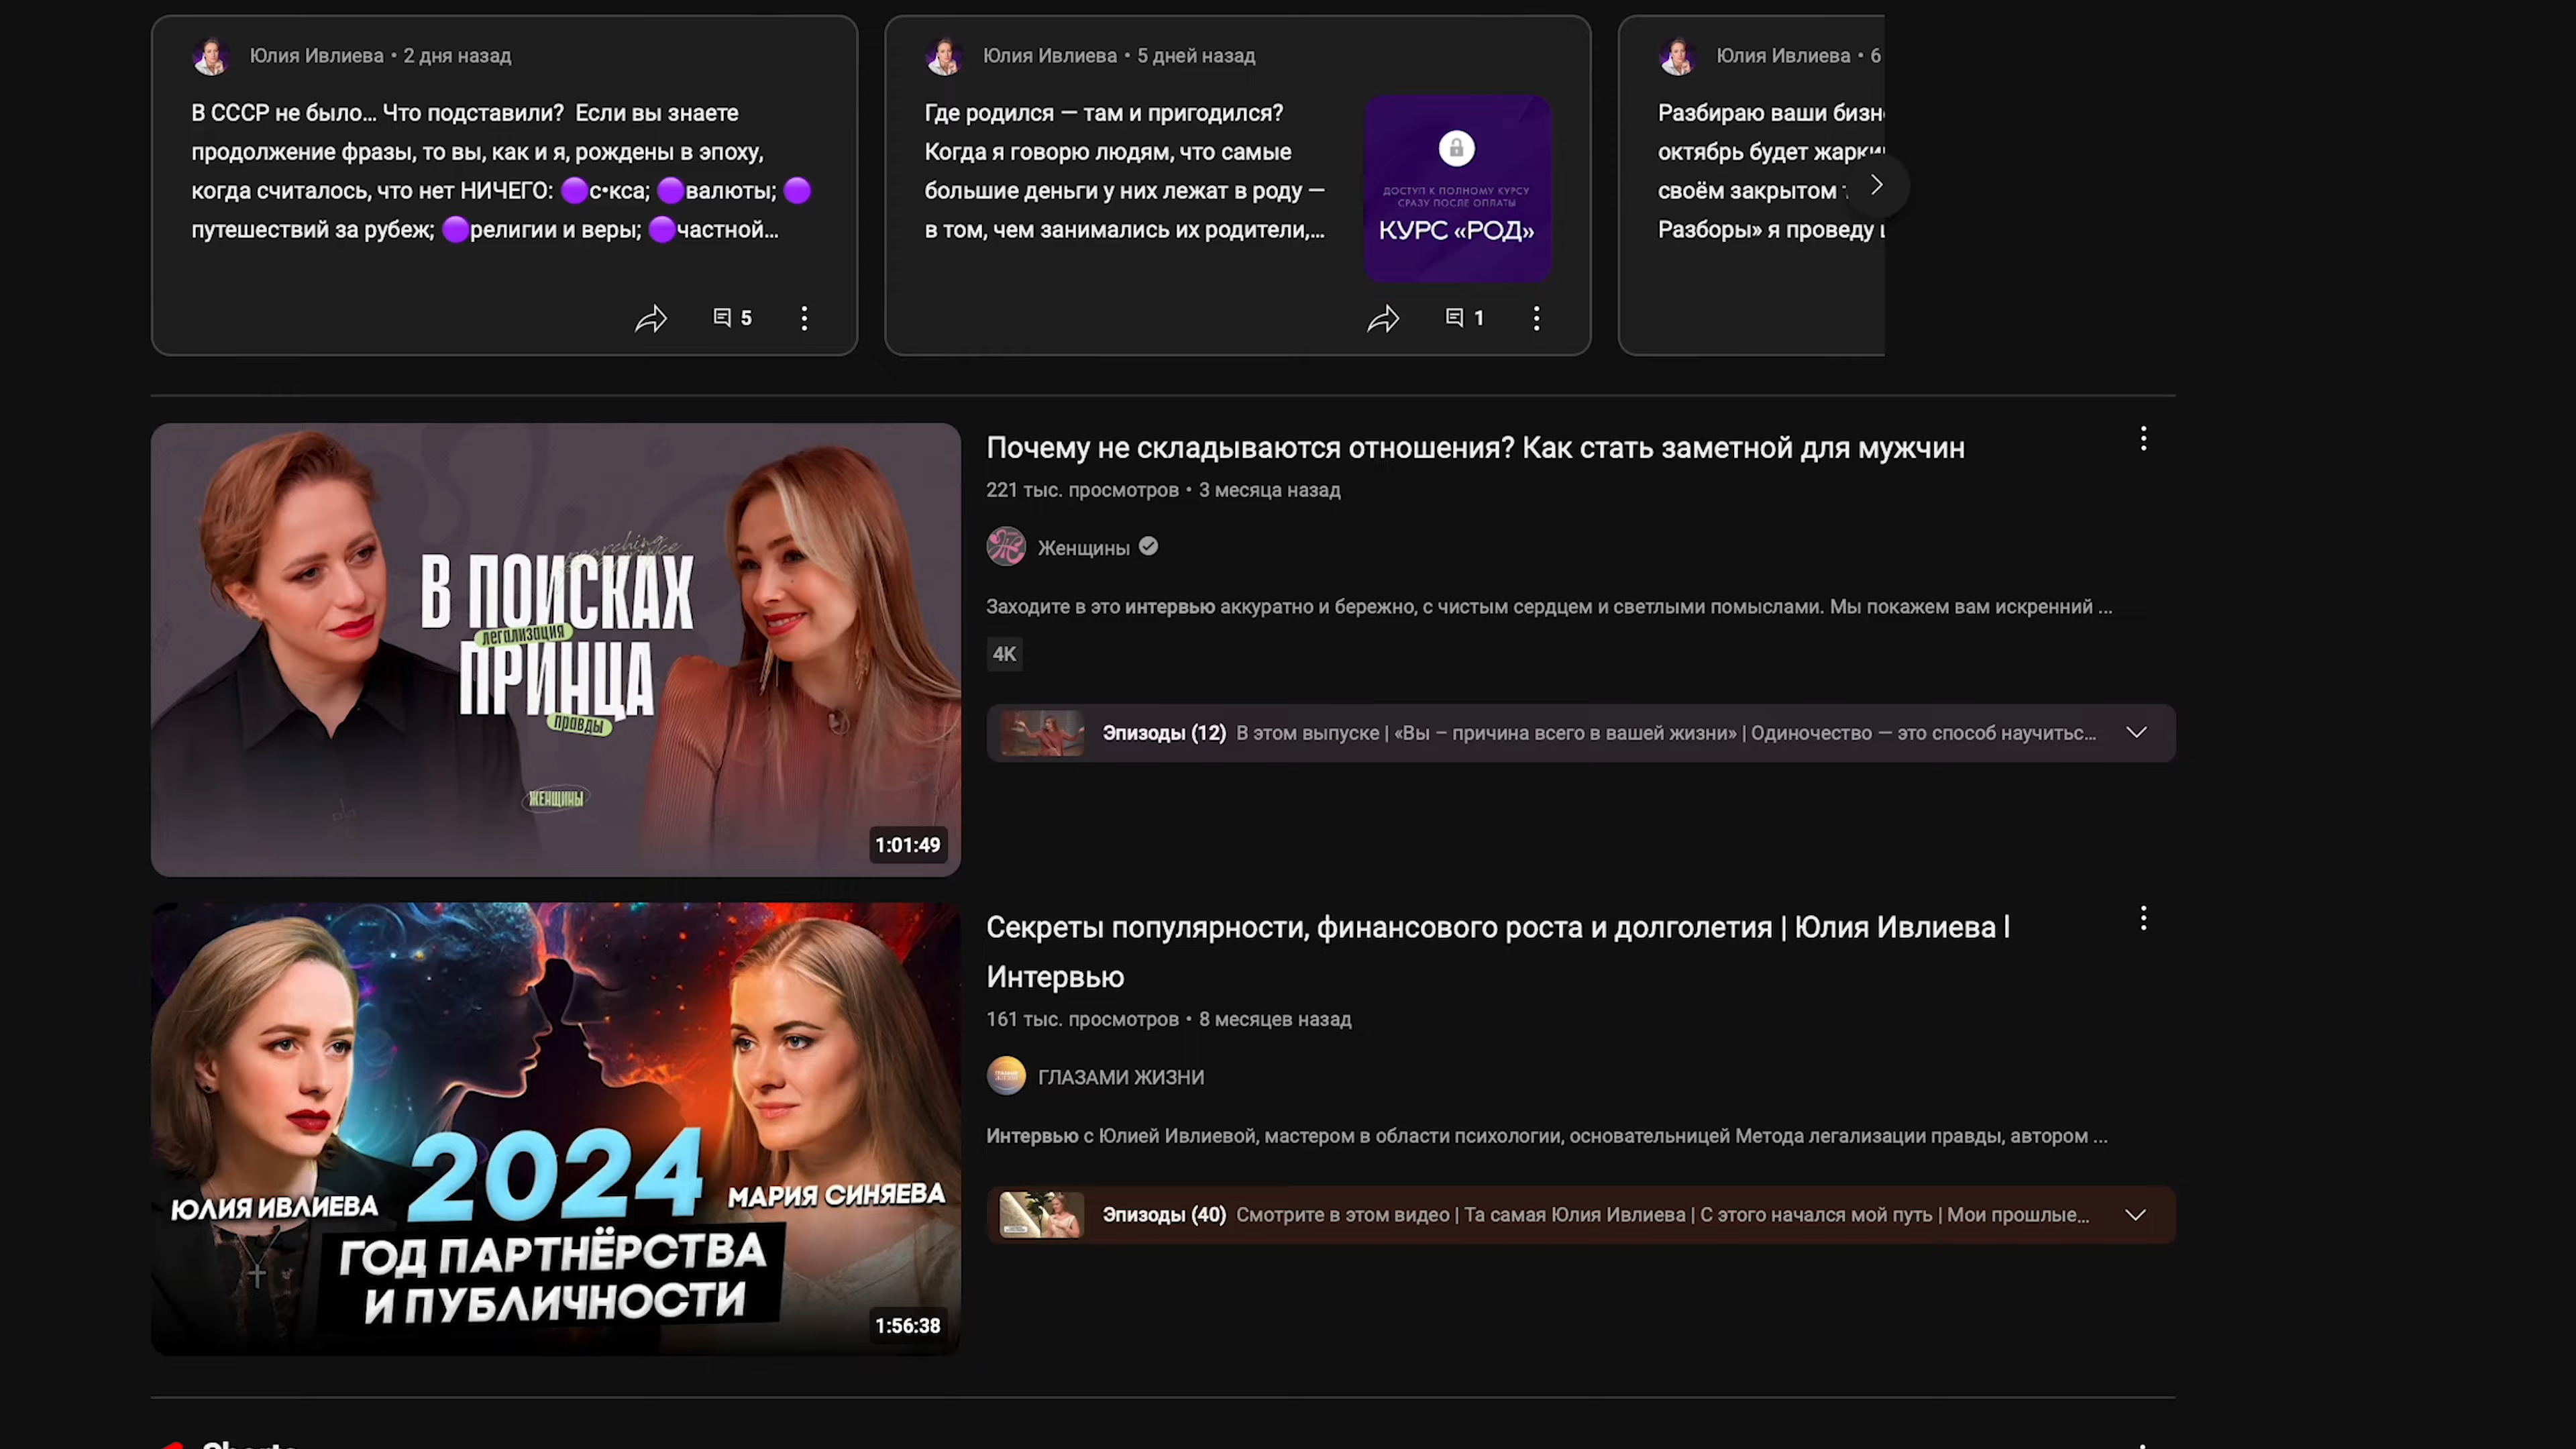 Юлия Ивлиева • 2 дня назад
В СССР не было... Что подставили? Если вы знаете
продолжение фразы, то вы, как и я, рождены в эпоху,
когда считалось, что нет НИЧЕГО: 🟣с•кса; 🟣валюты; 🟣
путешествий за рубеж; 🟣религии и веры; 🟣частной...
5
Юлия Ивлиева • 5 дней назад
Где родился — там и пригодился?
Когда я говорю людям, что самые
большие деньги у них лежат в роду —
в том, чем занимались их родители,...
ДОСТУП К ПОЛНОМУ КУРСУ
СРАЗУ ПОСЛЕ ОПЛАТЫ
КУРС «РОД»
1
Юлия Ивлиева • 6
Разбираю ваши
октябрь будет
своём закрытом
Разборы» я проведу
В ПОИСКАХ
легализация
ПРИНЦА
правды
ЖЕНЩИНЫ
1:01:49
Почему не складываются отношения? Как стать заметной для мужчин
221 тыс. просмотров • 3 месяца назад
Женщины
Заходите в это интервью аккуратно и бережно, с чистым сердцем и светлыми помыслами. Мы покажем вам искренний ...
4K
Эпизоды (12) В этом выпуске | «Вы – причина всего в вашей жизни» | Одиночество — это способ научитьс...
ЮЛИЯ ИВЛИЕВА
2024
МАРИЯ СИНЯЕВА
ГОД ПАРТНЁРСТВА
И ПУБЛИЧНОСТИ
1:56:38
Секреты популярности, финансового роста и долголетия | Юлия Ивлиева l
Интервью
161 тыс. просмотров • 8 месяцев назад
ГЛАЗАМИ ЖИЗНИ
Интервью с Юлией Ивлиевой, мастером в области психологии, основательницей Метода легализации правды, автором ...
Эпизоды (40) Смотрите в этом видео | Та самая Юлия Ивлиева | С этого начался мой путь | Мои прошлые...